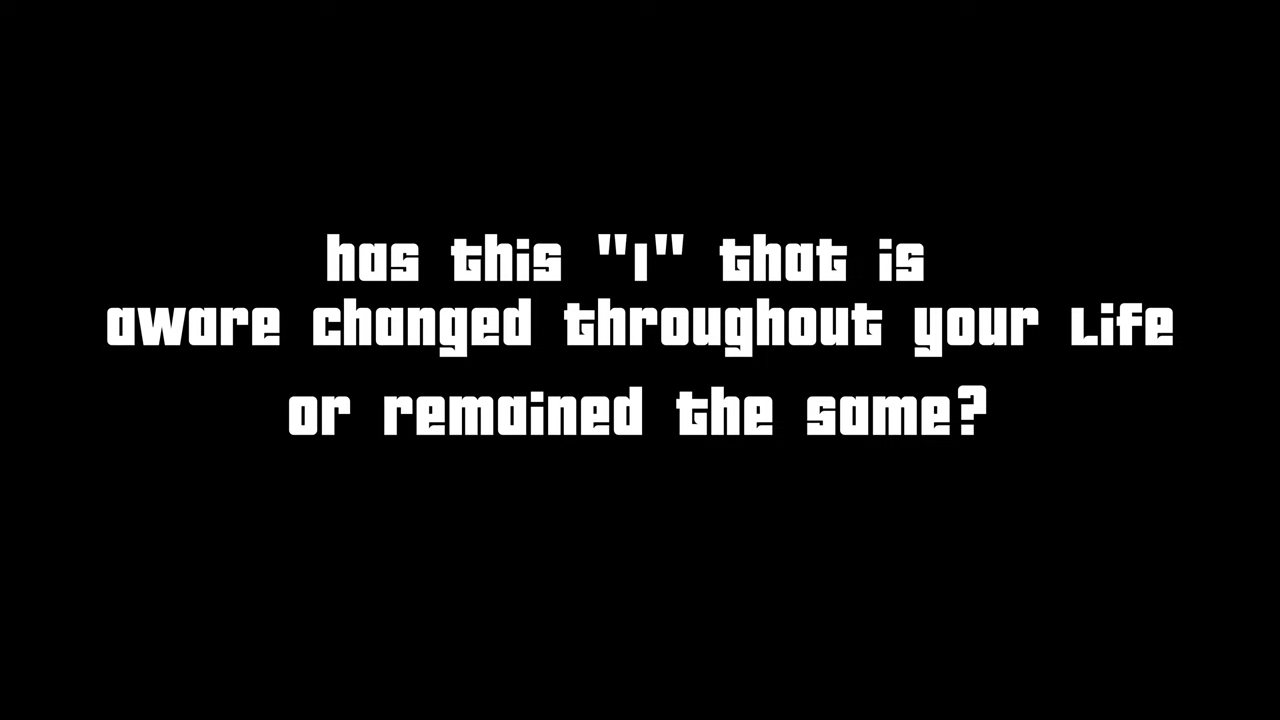 has this "I" that is
aware changed throughout your Life
or remained the same?